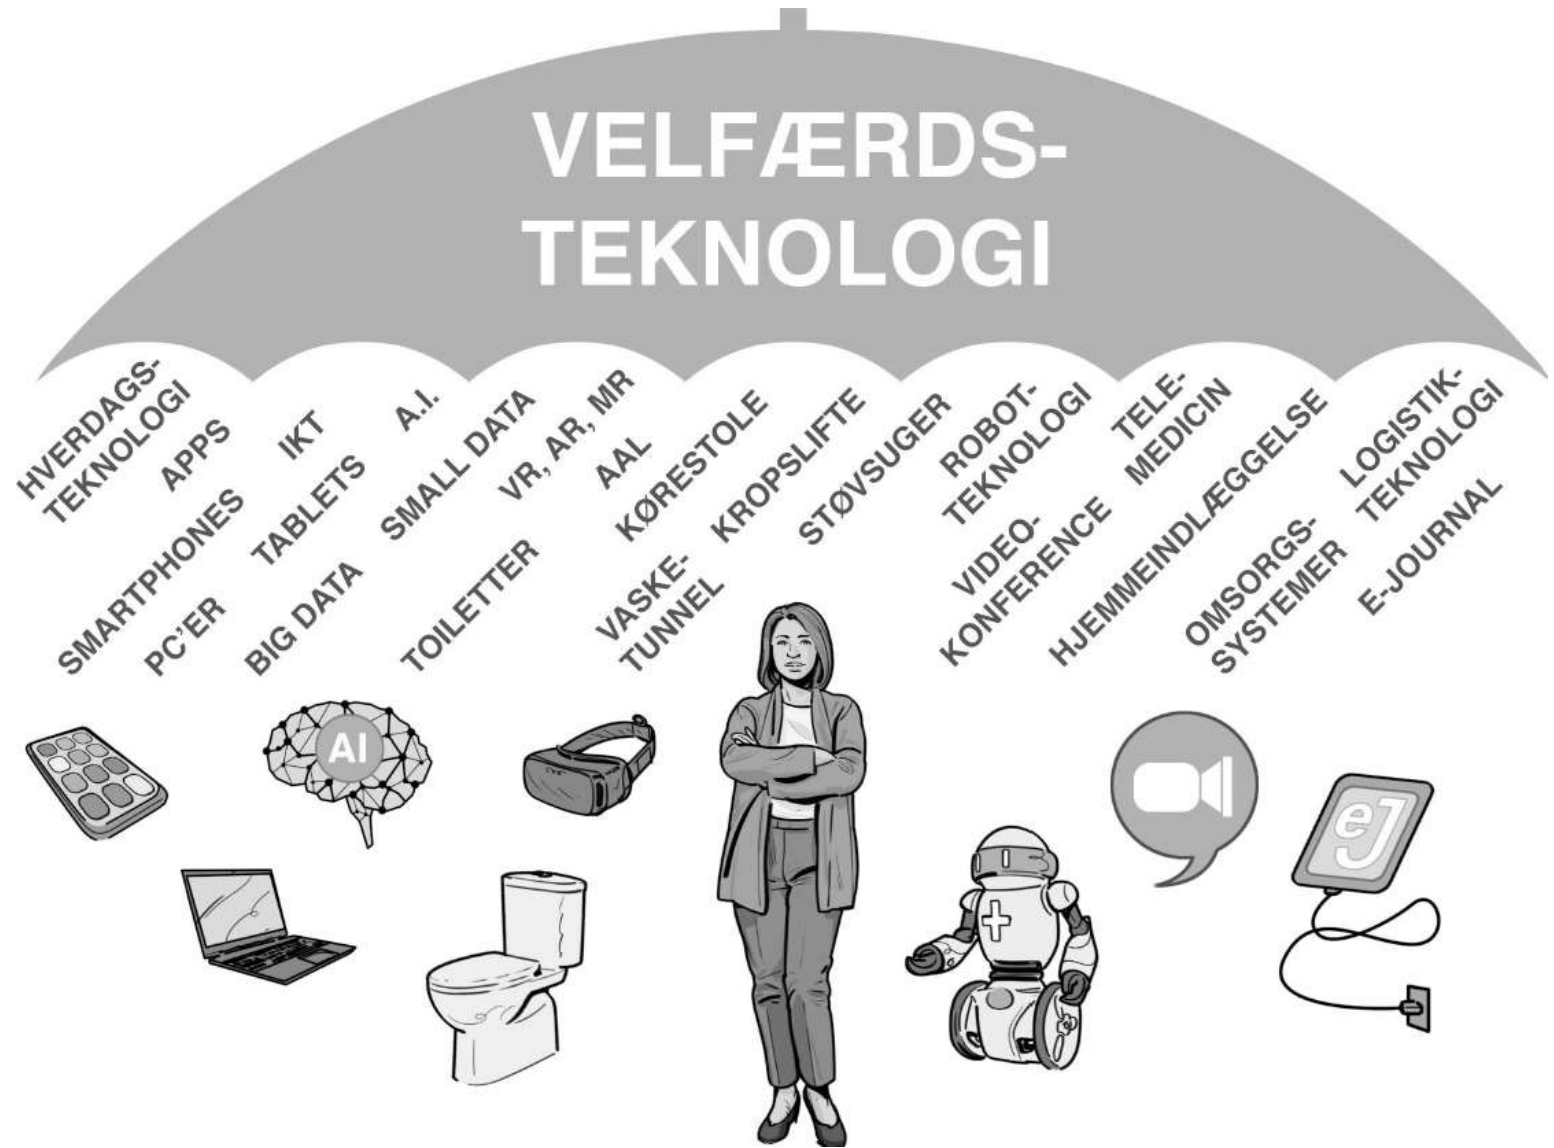 VELFÆRDS-
TEKNOLOGI
HVERDAGS-
TEKNOLOGI
APPS
SMARTPHONES
IKT
TABLETS
PC'ER
A.I.
SMALL DATA
BIG DATA
VR, AR, MR
AAL
TOILETTER
KØRESTOLE
KROPSLIFTE
VASKE-
TUNNEL
STØVSUGER
ROBOT-
TEKNOLOGI
TELE-
MEDICIN
VIDEO-
KONFERENCE
HJEMMEINDLÆGGELSE
LOGISTIK-
TEKNOLOGI
OMSORGS-
SYSTEMER
E-JOURNAL
AI
eJ